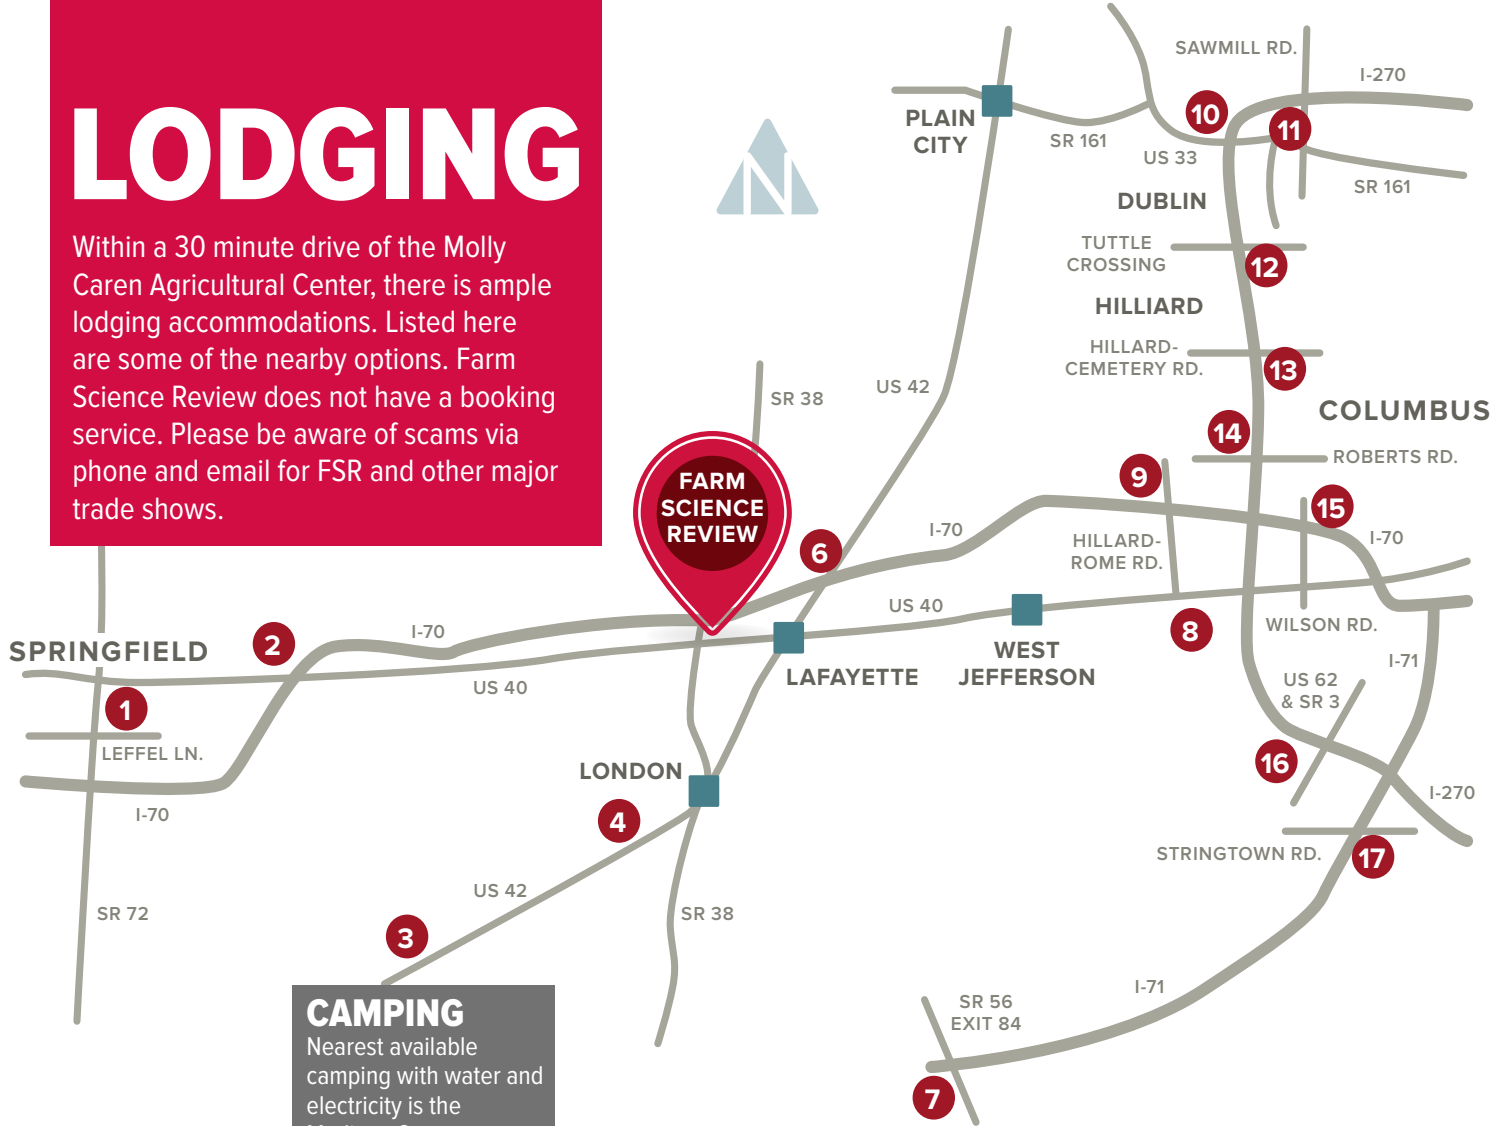 LODGING
Within a 30 minute drive of the Molly
Caren Agricultural Center, there is ample
lodging accommodations. Listed here
are some of the nearby options. Farm
Science Review does not have a booking
service. Please be aware of scams via
phone and email for FSR and other major
trade shows.
N
SAWMILL RD.
I-270
10
11
PLAIN
CITY
SR 161
US 33
SR 161
DUBLIN
TUTTLE
CROSSING
12
HILLIARD
HILLARD-
CEMETERY RD.
13
SR 38
US 42
COLUMBUS
14
ROBERTS RD.
FARM
SCIENCE
REVIEW
9
15
6
I-70
HILLARD-
ROME RD.
I-70
US 40
8
WILSON RD.
SPRINGFIELD
2
I-70
US 40
LAFAYETTE
WEST
JEFFERSON
I-71
US 62
& SR 3
1
LEFFEL LN.
I-70
LONDON
4
16
I-270
STRINGTOWN RD.
17
US 42
SR 72
3
SR 38
I-71
SR 56
EXIT 84
7
CAMPING
Nearest available
camping with water and
electricity is the